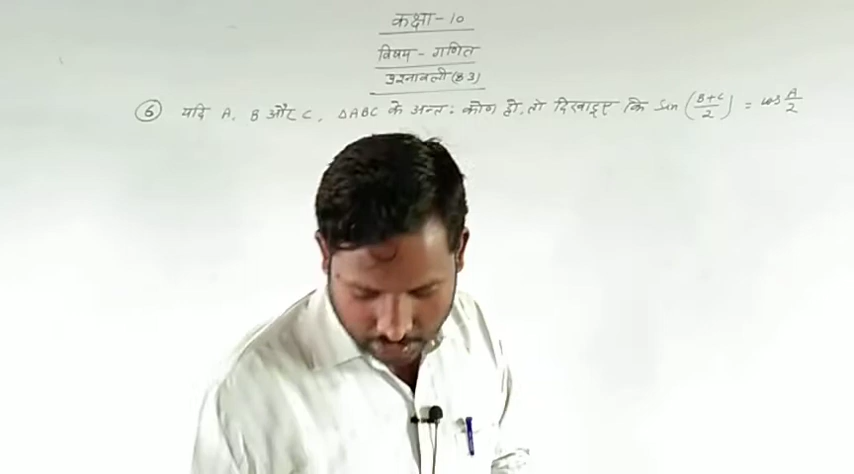 कक्षा-10
विषय - गणित
प्रश्नावली (8.3)
⑥ यदि A, B और C, ΔABC के अन्त: कोण हो, तो दिखाइए कि Sin (B+C/2) = cos A/2